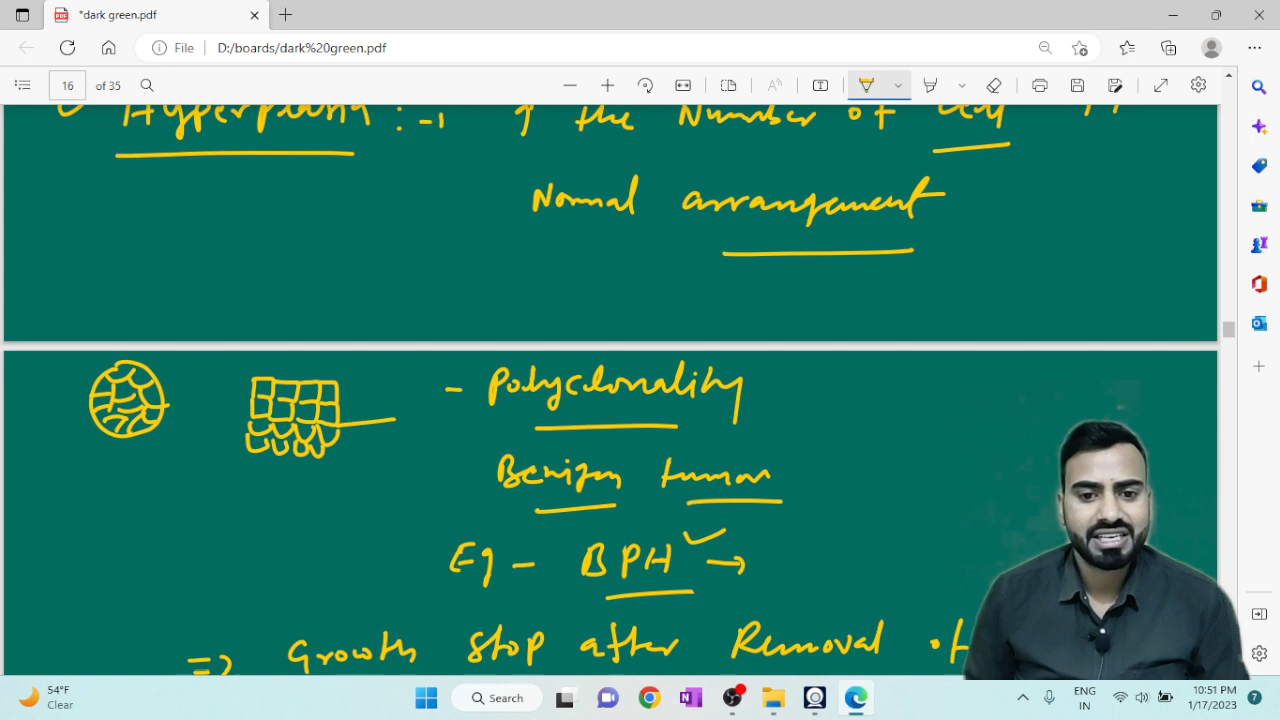 *dark green.pdf
File D:/boards/dark%20green.pdf
16 of 35
Hyperplasia :-1 ↑ the Number of cell
Normal arrangement
- Polyclonality
Benign tumor
Eg - BPH ✓ →
=> Growth stop after Removal of
54°F
Clear
Search
ENG
IN
10:51 PM
1/17/2023
7